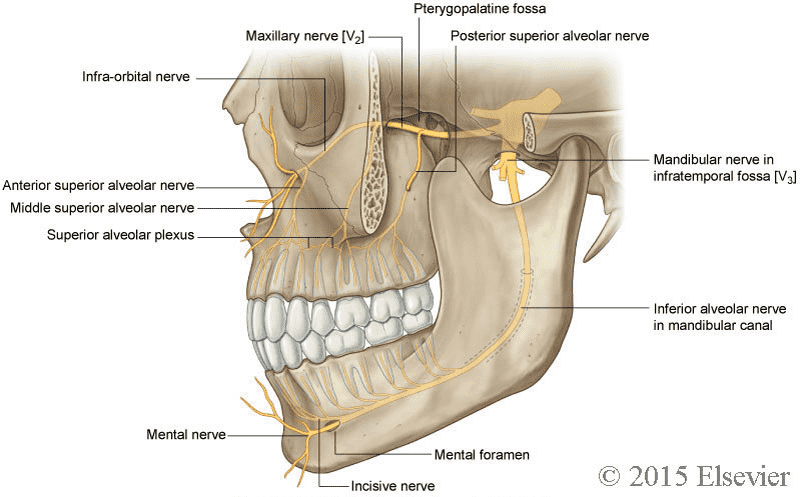 Pterygopalatine fossa
Maxillary nerve [V2]
Posterior superior alveolar nerve
Infra-orbital nerve
Mandibular nerve in
infratemporal fossa [V3]
Anterior superior alveolar nerve
Middle superior alveolar nerve
Superior alveolar plexus
Inferior alveolar nerve
in mandibular canal
Mental nerve
Mental foramen
Incisive nerve
© 2015 Elsevier